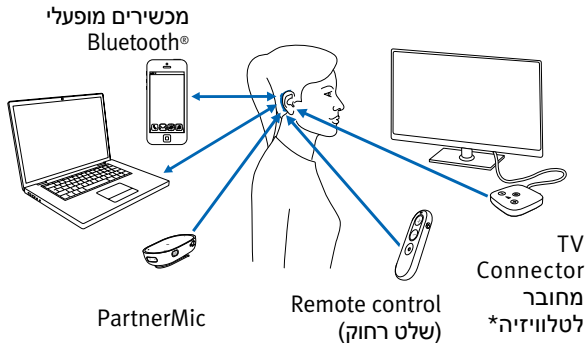 מכשירים מופעלי
Bluetooth®
TV
Connector
מחובר
לטלוויזיה*
Remote control
(שלט רחוק)
PartnerMic